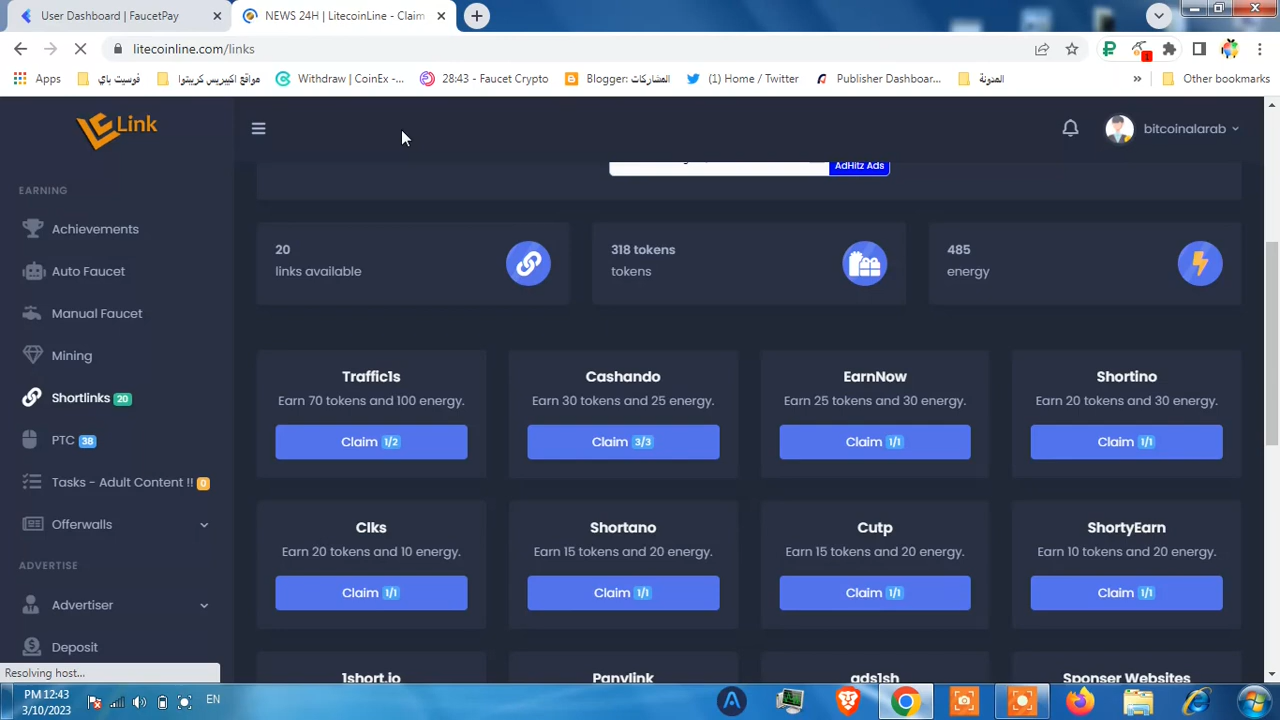 User Dashboard | FaucetPay
NEWS 24H | LitecoinLine - Claim
litecoinline.com/links
1
Apps
فوسيت باي
مواقع اكبيريس كريبتوا
Withdraw | CoinEx -...
28:43 - Faucet Crypto
Blogger: المشاركات
(1) Home / Twitter
Publisher Dashboar...
المدونة
»
Other bookmarks
Link
bitcoinalarab
AdHitz Ads
EARNING
Achievements
Auto Faucet
Manual Faucet
Mining
Shortlinks 20
PTC 38
Tasks - Adult Content !! 0
Offerwalls
ADVERTISE
Advertiser
Deposit
20
links available
318 tokens
tokens
485
energy
Traffic1s
Earn 70 tokens and 100 energy.
Claim 1/2
Cashando
Earn 30 tokens and 25 energy.
Claim 3/3
EarnNow
Earn 25 tokens and 30 energy.
Claim 1/1
Shortino
Earn 20 tokens and 30 energy.
Claim 1/1
Clks
Earn 20 tokens and 10 energy.
Claim 1/1
Shortano
Earn 15 tokens and 20 energy.
Claim 1/1
Cutp
Earn 15 tokens and 20 energy.
Claim 1/1
ShortyEarn
Earn 10 tokens and 20 energy.
Claim 1/1
1short.io
Panylink
ads1sh
Sponser Websites
Resolving host...
PM 12:43
3/10/2023
EN